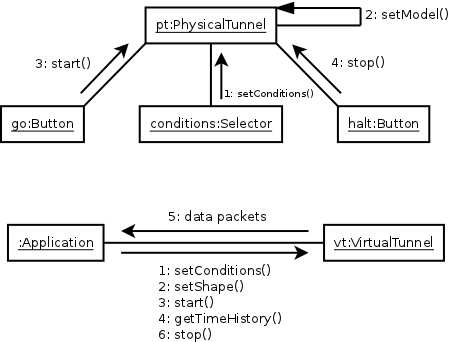 pt:PhysicalTunnel
2: setModel()
3: start()
4: stop()
1: setConditions()
go:Button
conditions:Selector
halt:Button
5: data packets
:Application
vt:VirtualTunnel
1: setConditions()
2: setShape()
3: start()
4: getTimeHistory()
6: stop()